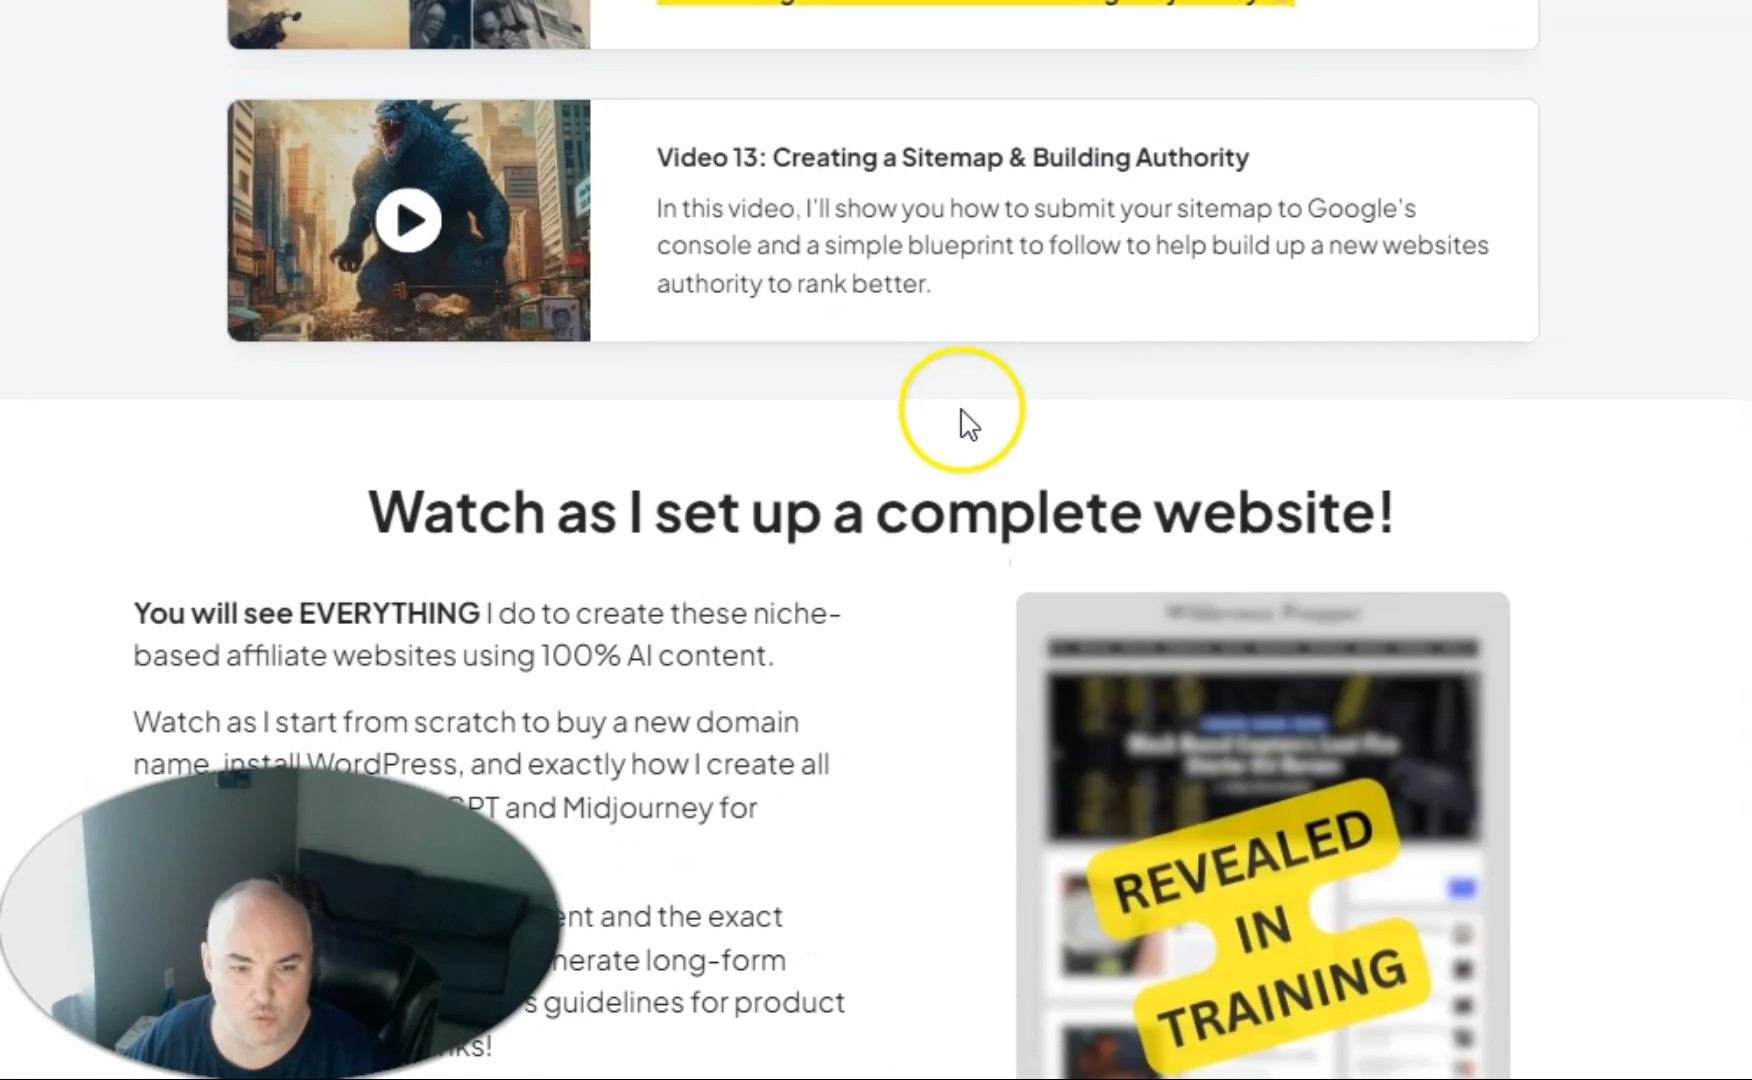 Video 13: Creating a Sitemap & Building Authority
In this video, I'll show you how to submit your sitemap to Google's
console and a simple blueprint to follow to help build up a new websites
authority to rank better.
Watch as I set up a complete website!
You will see EVERYTHING I do to create these niche-
based affiliate websites using 100% AI content.
Watch as I start from scratch to buy a new domain
name, install WordPress, and exactly how I create all
and Midjourney for
and the exact
long-form
guidelines for product
REVEALED
IN
TRAINING